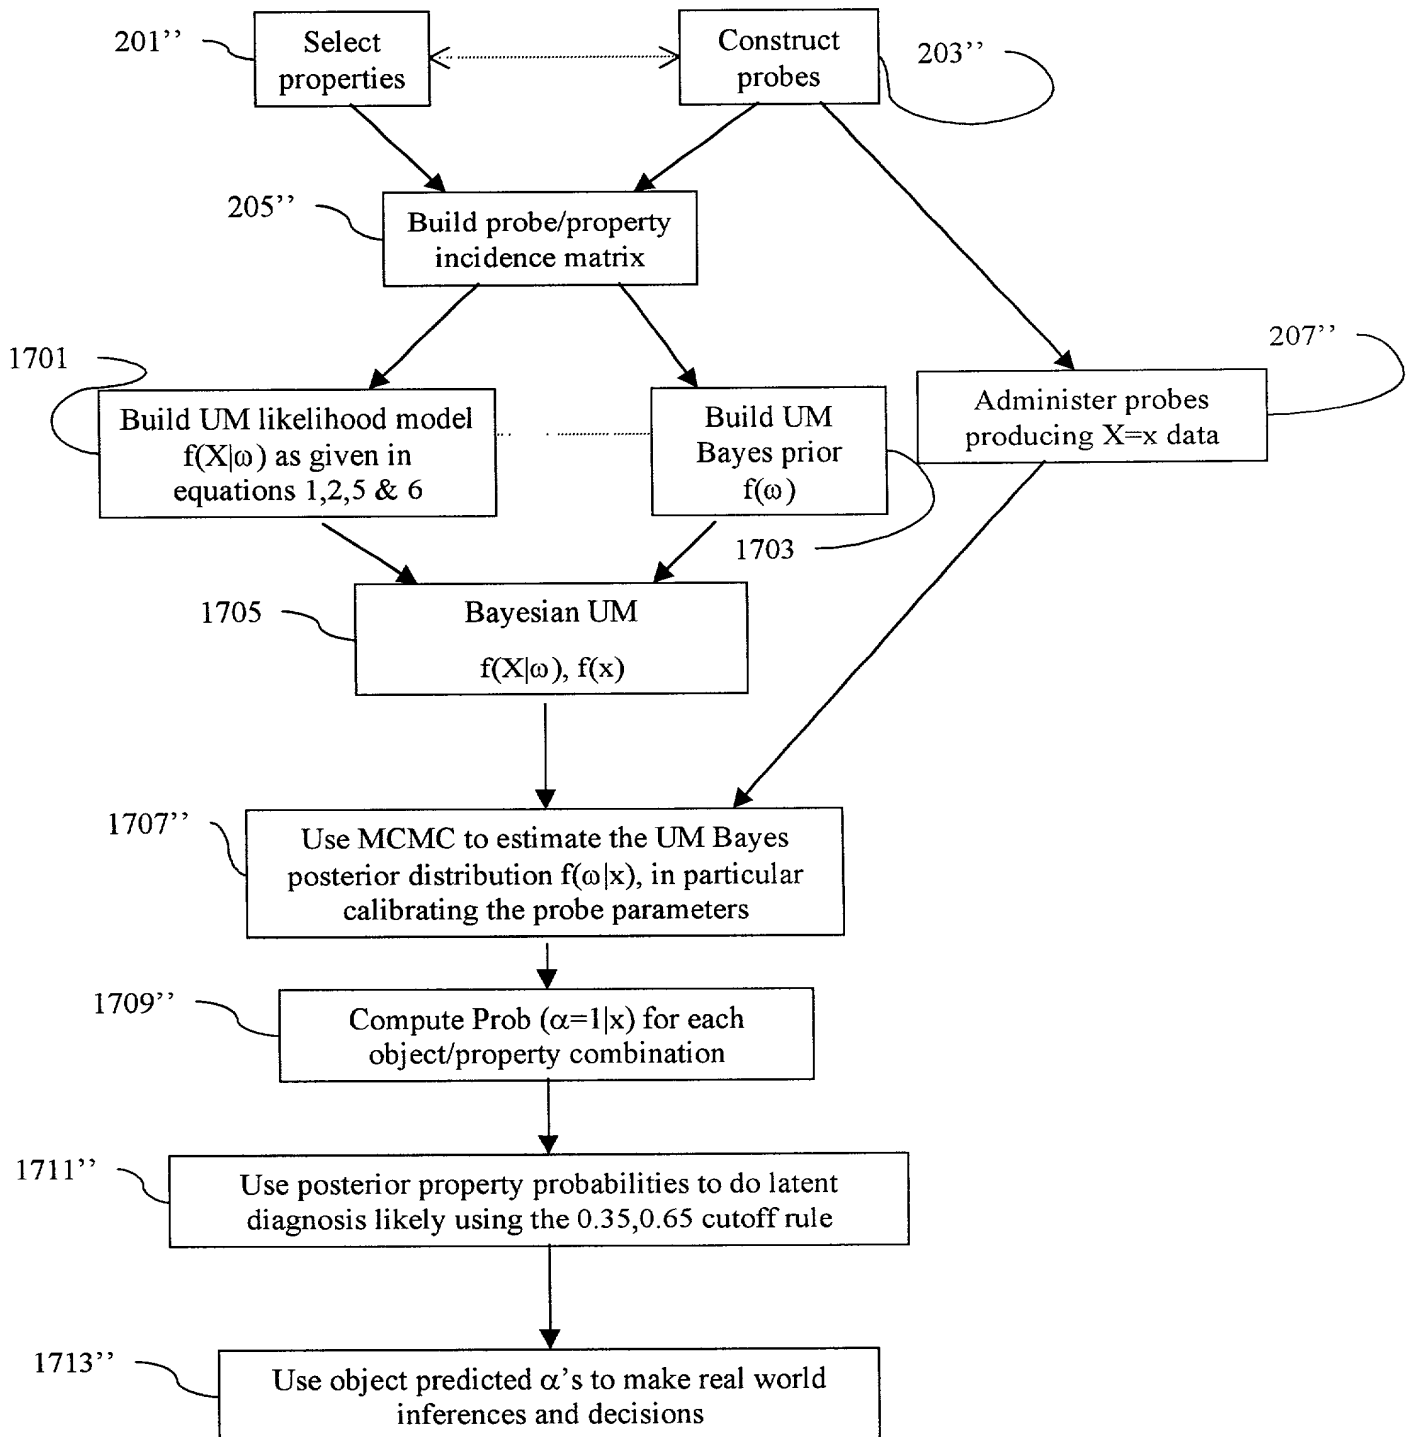 201’’
Select
properties
Construct
probes
203’’
205’’
Build probe/property
incidence matrix
1701
207’’
Build UM likelihood model
f(X|ω) as given in
equations 1,2,5 & 6
Build UM
Bayes prior
f(ω)
Administer probes
producing X=x data
1703
1705
Bayesian UM
f(X|ω), f(x)
1707’’
Use MCMC to estimate the UM Bayes
posterior distribution f(ω|x), in particular
calibrating the probe parameters
1709’’
Compute Prob (α=1|x) for each
object/property combination
1711’’
Use posterior property probabilities to do latent
diagnosis likely using the 0.35,0.65 cutoff rule
1713’’
Use object predicted α’s to make real world
inferences and decisions